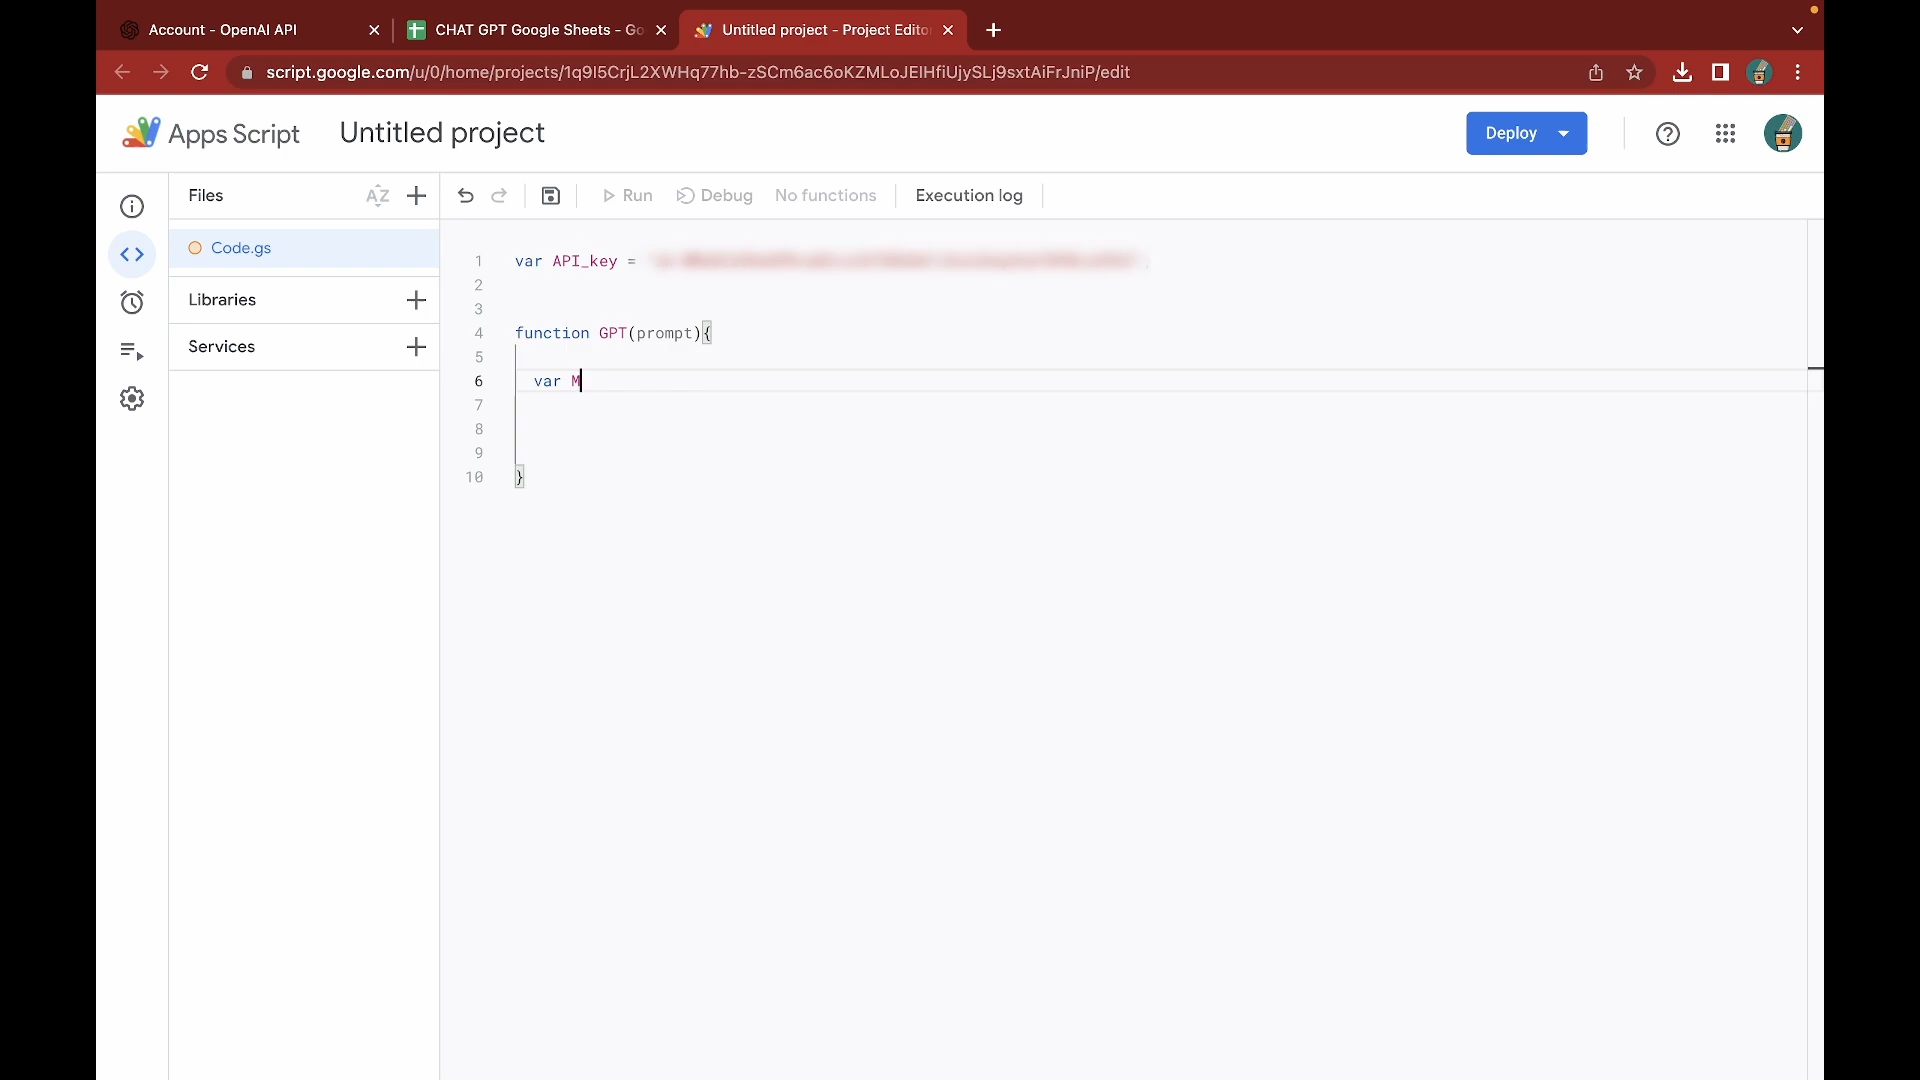 Account - OpenAI API
CHAT GPT Google Sheets - Go
Untitled project - Project Editor
script.google.com/u/0/home/projects/1q9I5CrjL2XWHq77hb-zSCm6ac6oKZMLoJEIHfiUjySLj9sxtAiFrJniP/edit
Apps Script
Untitled project
Deploy
Files
AZ
Run
Debug
No functions
Execution log
Code.gs
Libraries
Services
1 var API_key =
2
3
4 function GPT(prompt){
5
6 var M
7
8
9
10 }